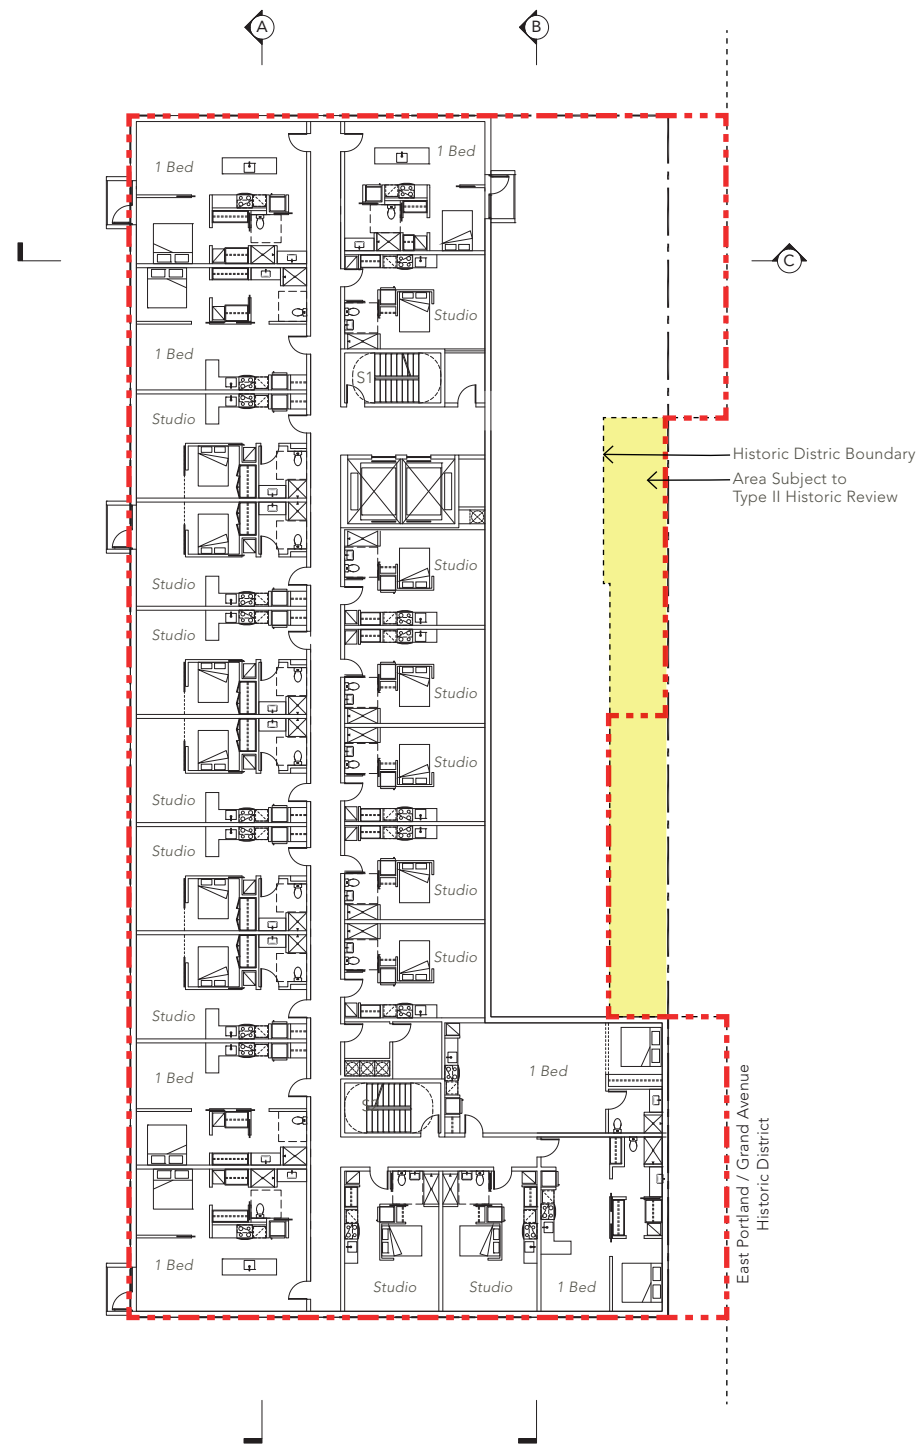 A
B
1 Bed
1 Bed
C
Studio
1 Bed
S1
Studio
Historic Distric Boundary
Area Subject to
Type II Historic Review
Studio
Studio
Studio
Studio
Studio
Studio
Studio
Studio
Studio
Studio
1 Bed
1 Bed
East Portland / Grand Avenue
Historic District
1 Bed
Studio
Studio
1 Bed